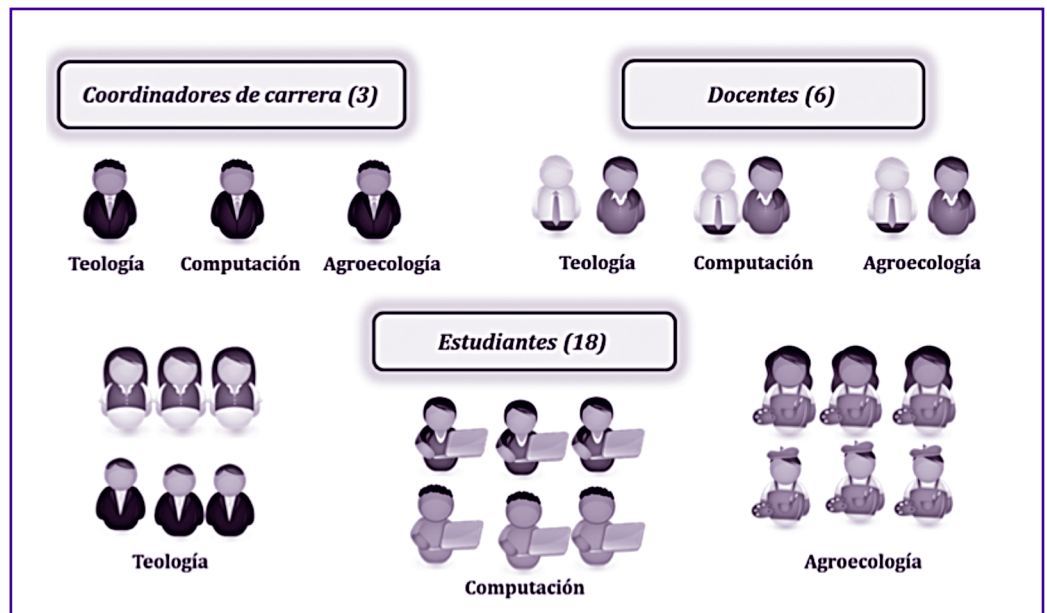 Coordinadores de carrera (3)
Docentes (6)
Teología
Computación
Agroecología
Teología
Computación
Agroecología
Estudiantes (18)
Teología
Computación
Agroecología